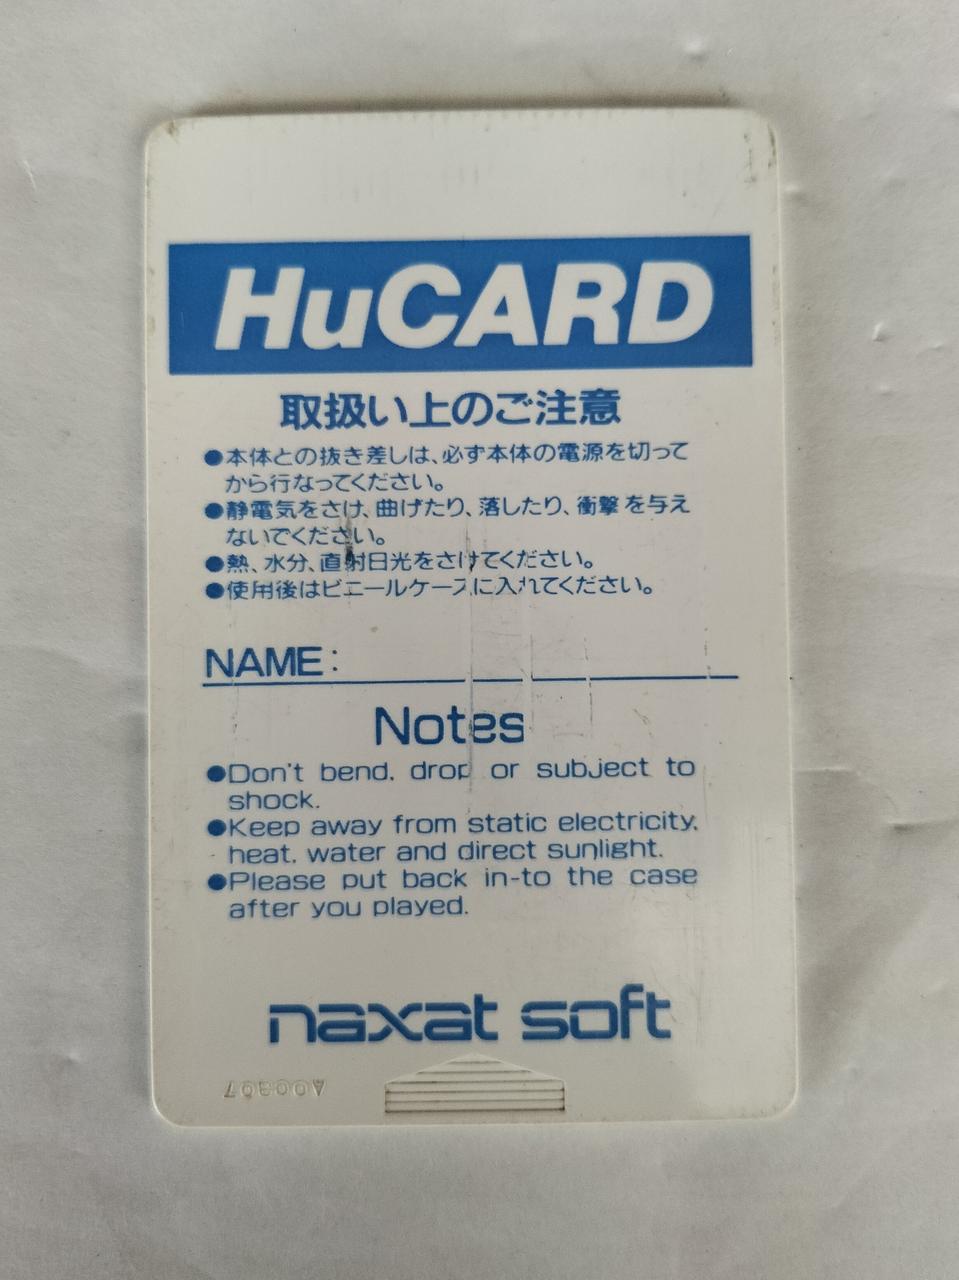 HuCARD
取扱い上のご注意
●本体との抜き差しは、必ず本体の電源を切って
から行なってください。
●静電気をさけ、曲げたり、落したり、衝撃を与え
ないでください。
●熱、水分、直射日光をさけてください。
●使用後はビニールケースに入れてください。
NAME:
Notes
●Don't bend, drop or subject to
shock.
●Keep away from static electricity,
heat, water and direct sunlight.
●Please put back in-to the case
after you played.
naxat soft